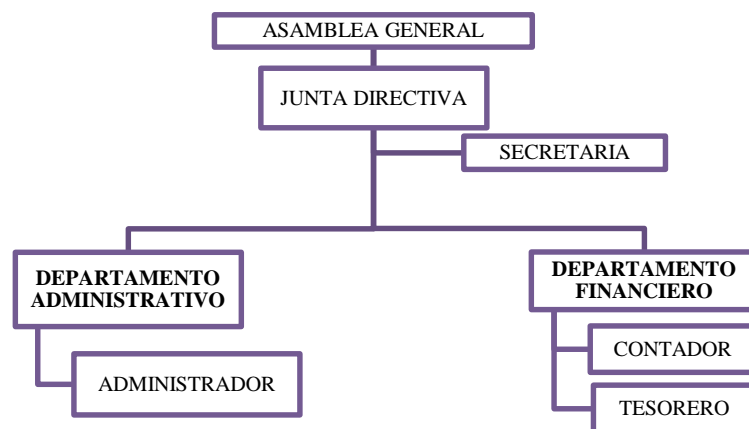 ASAMBLEA GENERAL
JUNTA DIRECTIVA
SECRETARIA
DEPARTAMENTO
ADMINISTRATIVO
ADMINISTRADOR
DEPARTAMENTO
FINANCIERO
CONTADOR
TESORERO